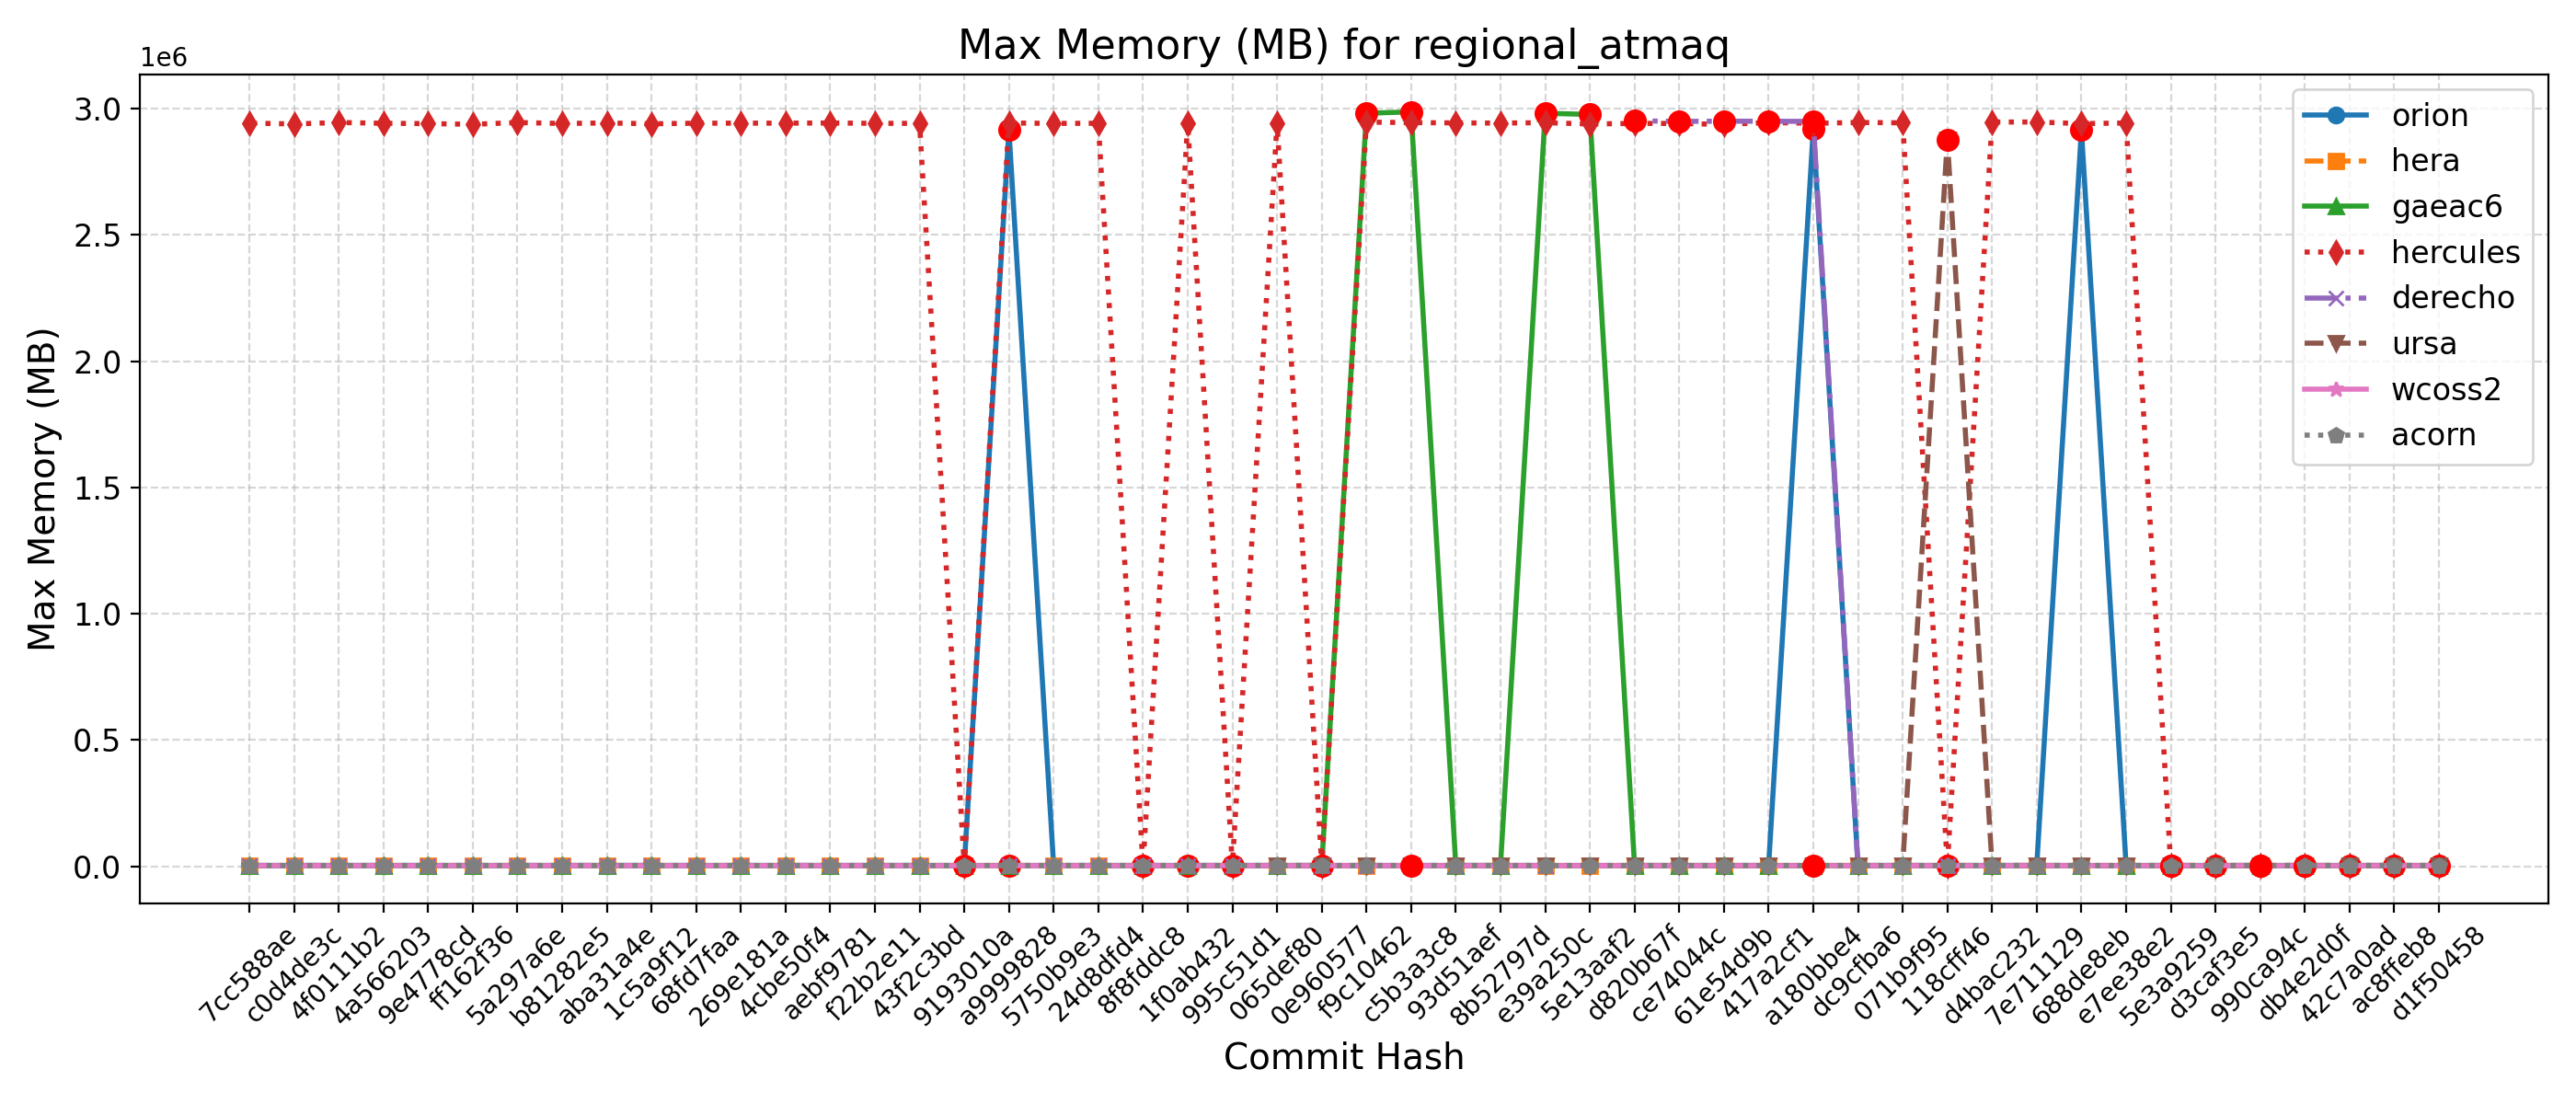 Max Memory (MB) for regional_atmaq
1e6
3.0
2.5
2.0
1.5
1.0
0.5
0.0
Max Memory (MB)
orion
hera
gaeac6
hercules
derecho
ursa
wcoss2
acorn
7cc588ae
c0d4de3c
4f0111b2
4a566203
9e4778cd
ff162f36
5a297a6e
b81282e5
aba31a4e
1c5a9f12
68fd7faa
269e181a
4cbe50f4
aebf9781
f22b2e11
43f2c3bd
9193010a
a9999828
5750b9e3
24d8dfd4
8f8fddc8
1f0ab432
995c51d1
065def80
0e960577
f9c10462
c5b3a3c8
93d51aef
8b52797d
e39a250c
5e13aaf2
d820b67f
ce74044c
61e54d9b
417a2cf1
a180bbe4
dc9cfba6
071b9f95
118cff46
d4bac232
7e711129
688de8eb
e7ee38e2
5e3a9259
d3caf3e5
990ca94c
db4e2d0f
42c7a0ad
ac8ffeb8
d1f50458
Commit Hash